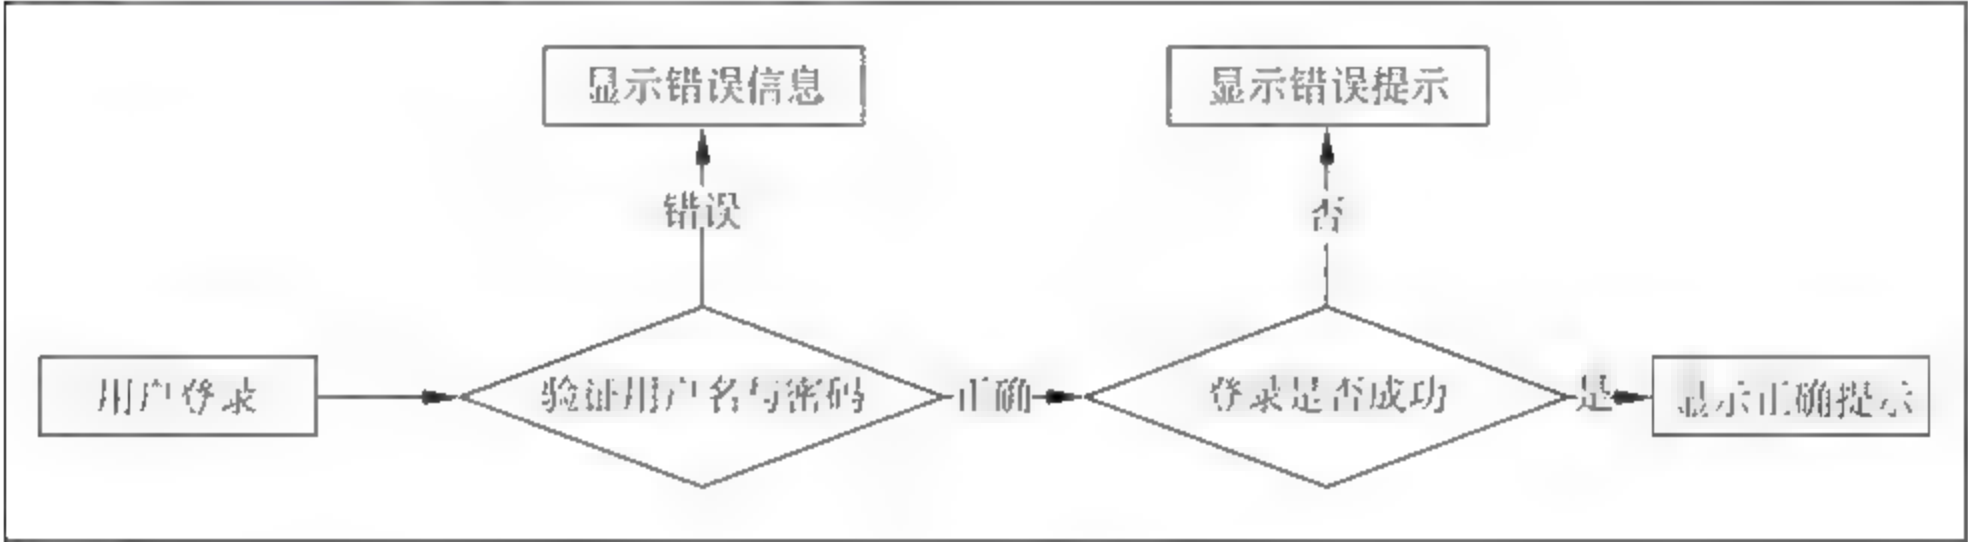 显示错误信息
显示错误提示
错误
否
用户登录
验证用户名与密码
正确
登录是否成功
是
显示正确提示